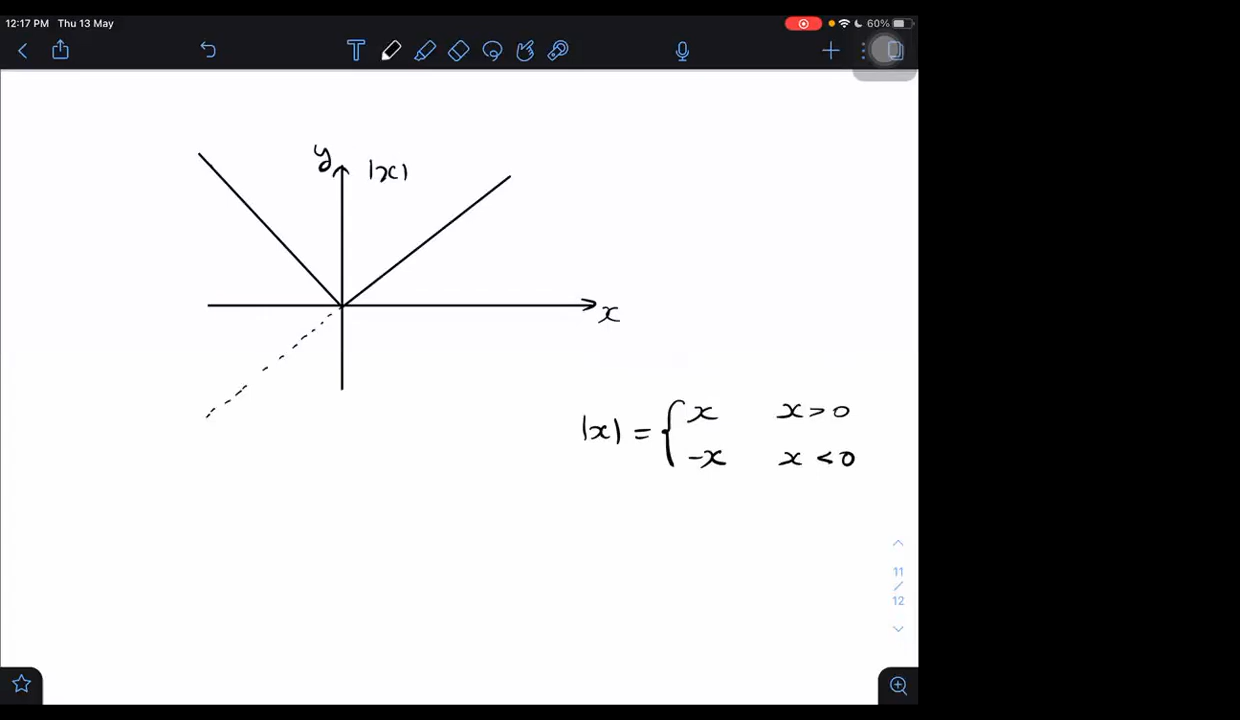 12:17 PM Thu 13 May
60%
T
y
|x|
x
|x| = { x x > 0
-x x < 0
11
/
12